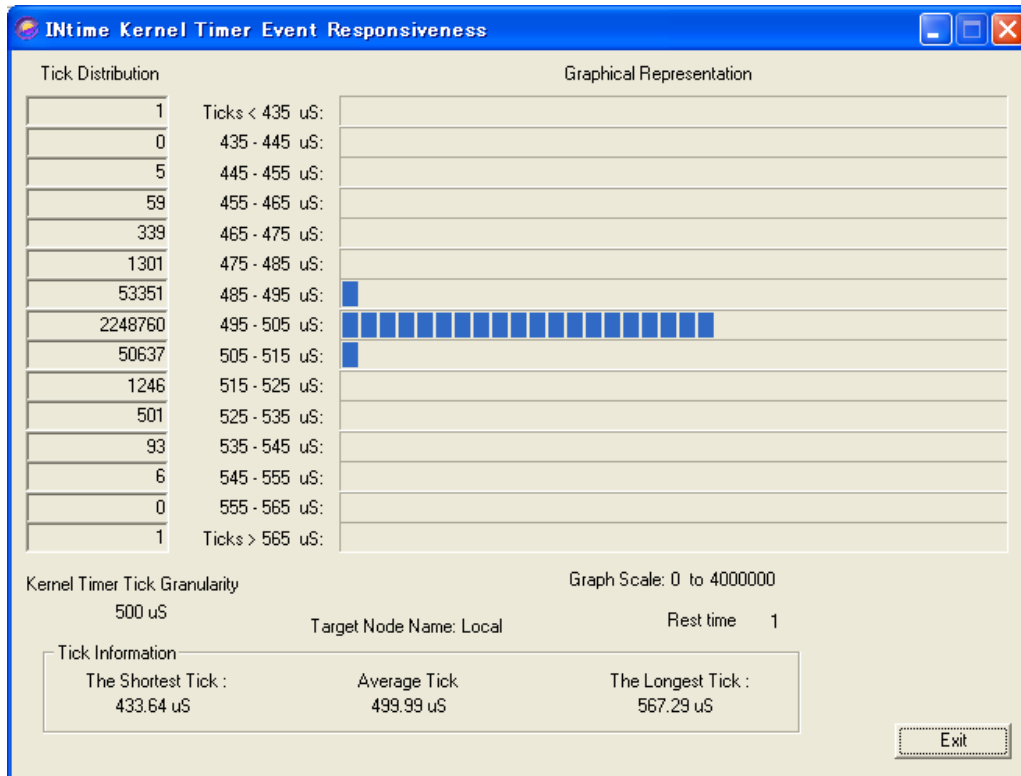 INtime Kernel Timer Event Responsiveness
Tick Distribution Graphical Representation
1 Ticks < 435 uS:
0 435 - 445 uS:
5 445 - 455 uS:
59 455 - 465 uS:
339 465 - 475 uS:
1301 475 - 485 uS:
53351 485 - 495 uS:
2248760 495 - 505 uS:
50637 505 - 515 uS:
1246 515 - 525 uS:
501 525 - 535 uS:
93 535 - 545 uS:
6 545 - 555 uS:
0 555 - 565 uS:
1 Ticks > 565 uS:
Kernel Timer Tick Granularity Graph Scale: 0 to 4000000
500 uS Target Node Name: Local Rest time 1
Tick Information
The Shortest Tick : Average Tick The Longest Tick :
433.64 uS 499.99 uS 567.29 uS
Exit